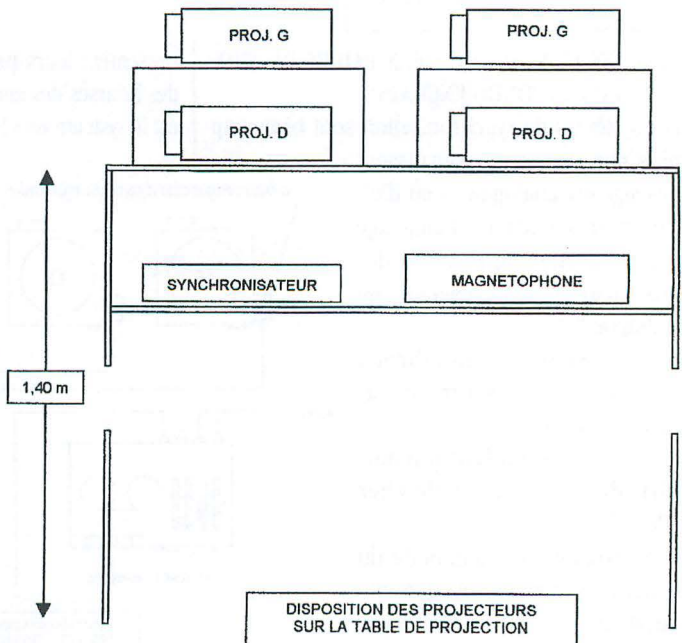 PROJ. G
PROJ. G
PROJ. D
PROJ. D
SYNCHRONISATEUR
MAGNETOPHONE
1,40 m
DISPOSITION DES PROJECTEURS
SUR LA TABLE DE PROJECTION